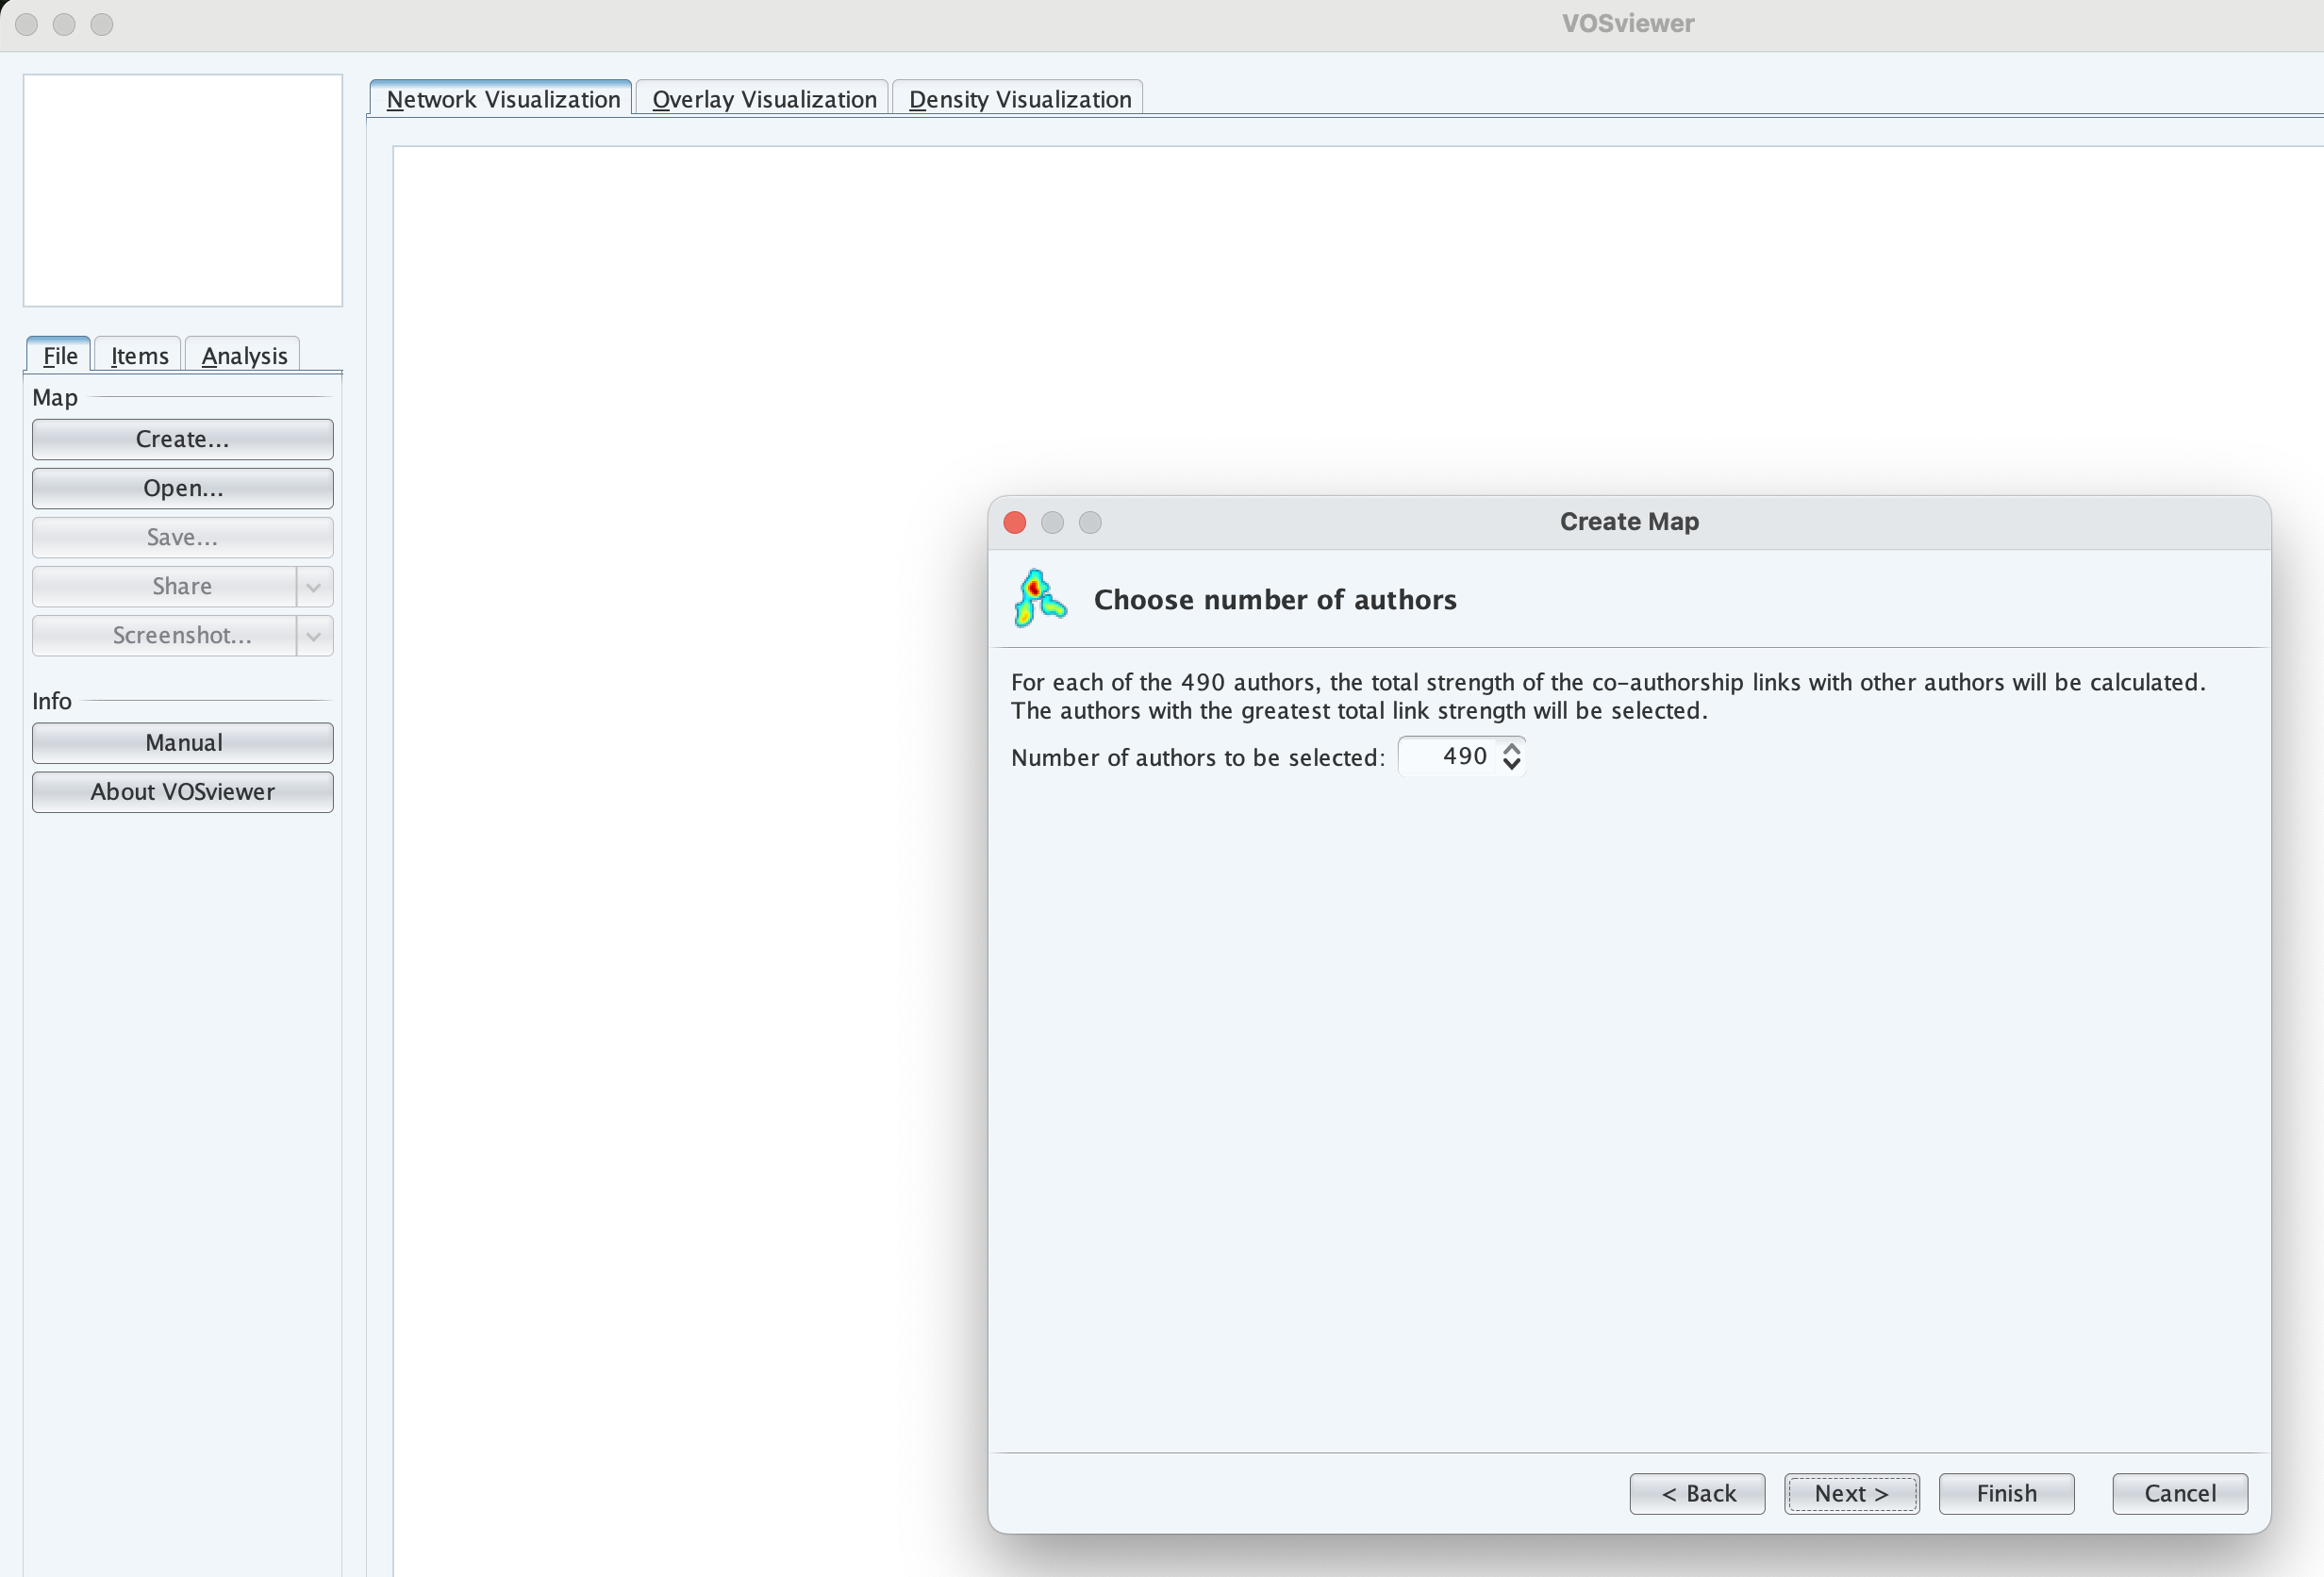 VOSviewer
Network Visualization
Overlay Visualization
Density Visualization
File
Items
Analysis
Map
Create...
Open...
Save...
Share
Screenshot...
Info
Manual
About VOSviewer
Create Map
Choose number of authors
For each of the 490 authors, the total strength of the co-authorship links with other authors will be calculated.
The authors with the greatest total link strength will be selected.
Number of authors to be selected: 490
< Back
Next >
Finish
Cancel